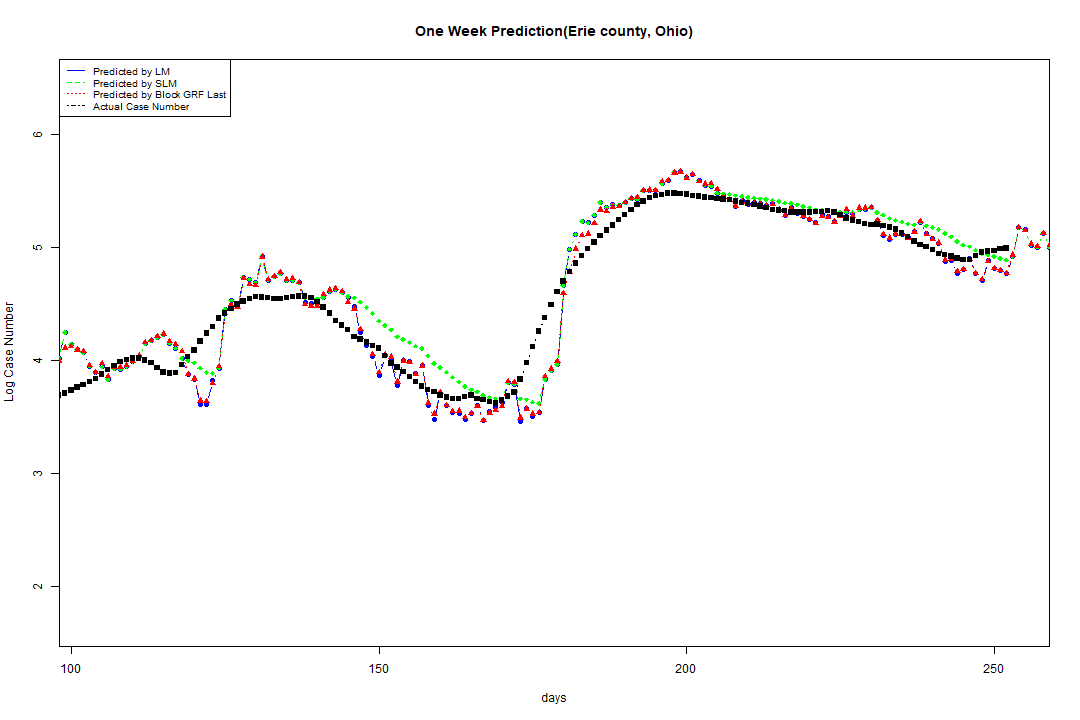 One Week Prediction(Erie county, Ohio)
Predicted by LM
Predicted by SLM
Predicted by Block GRF Last
Actual Case Number
6
5
4
3
2
Log Case Number
100 150 200 250
days